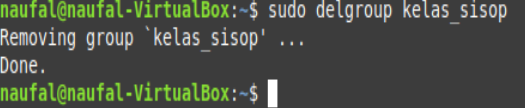 naufal@naufal-VirtualBox:~$ sudo delgroup kelas_sisop
Removing group `kelas_sisop' ...
Done.
naufal@naufal-VirtualBox:~$